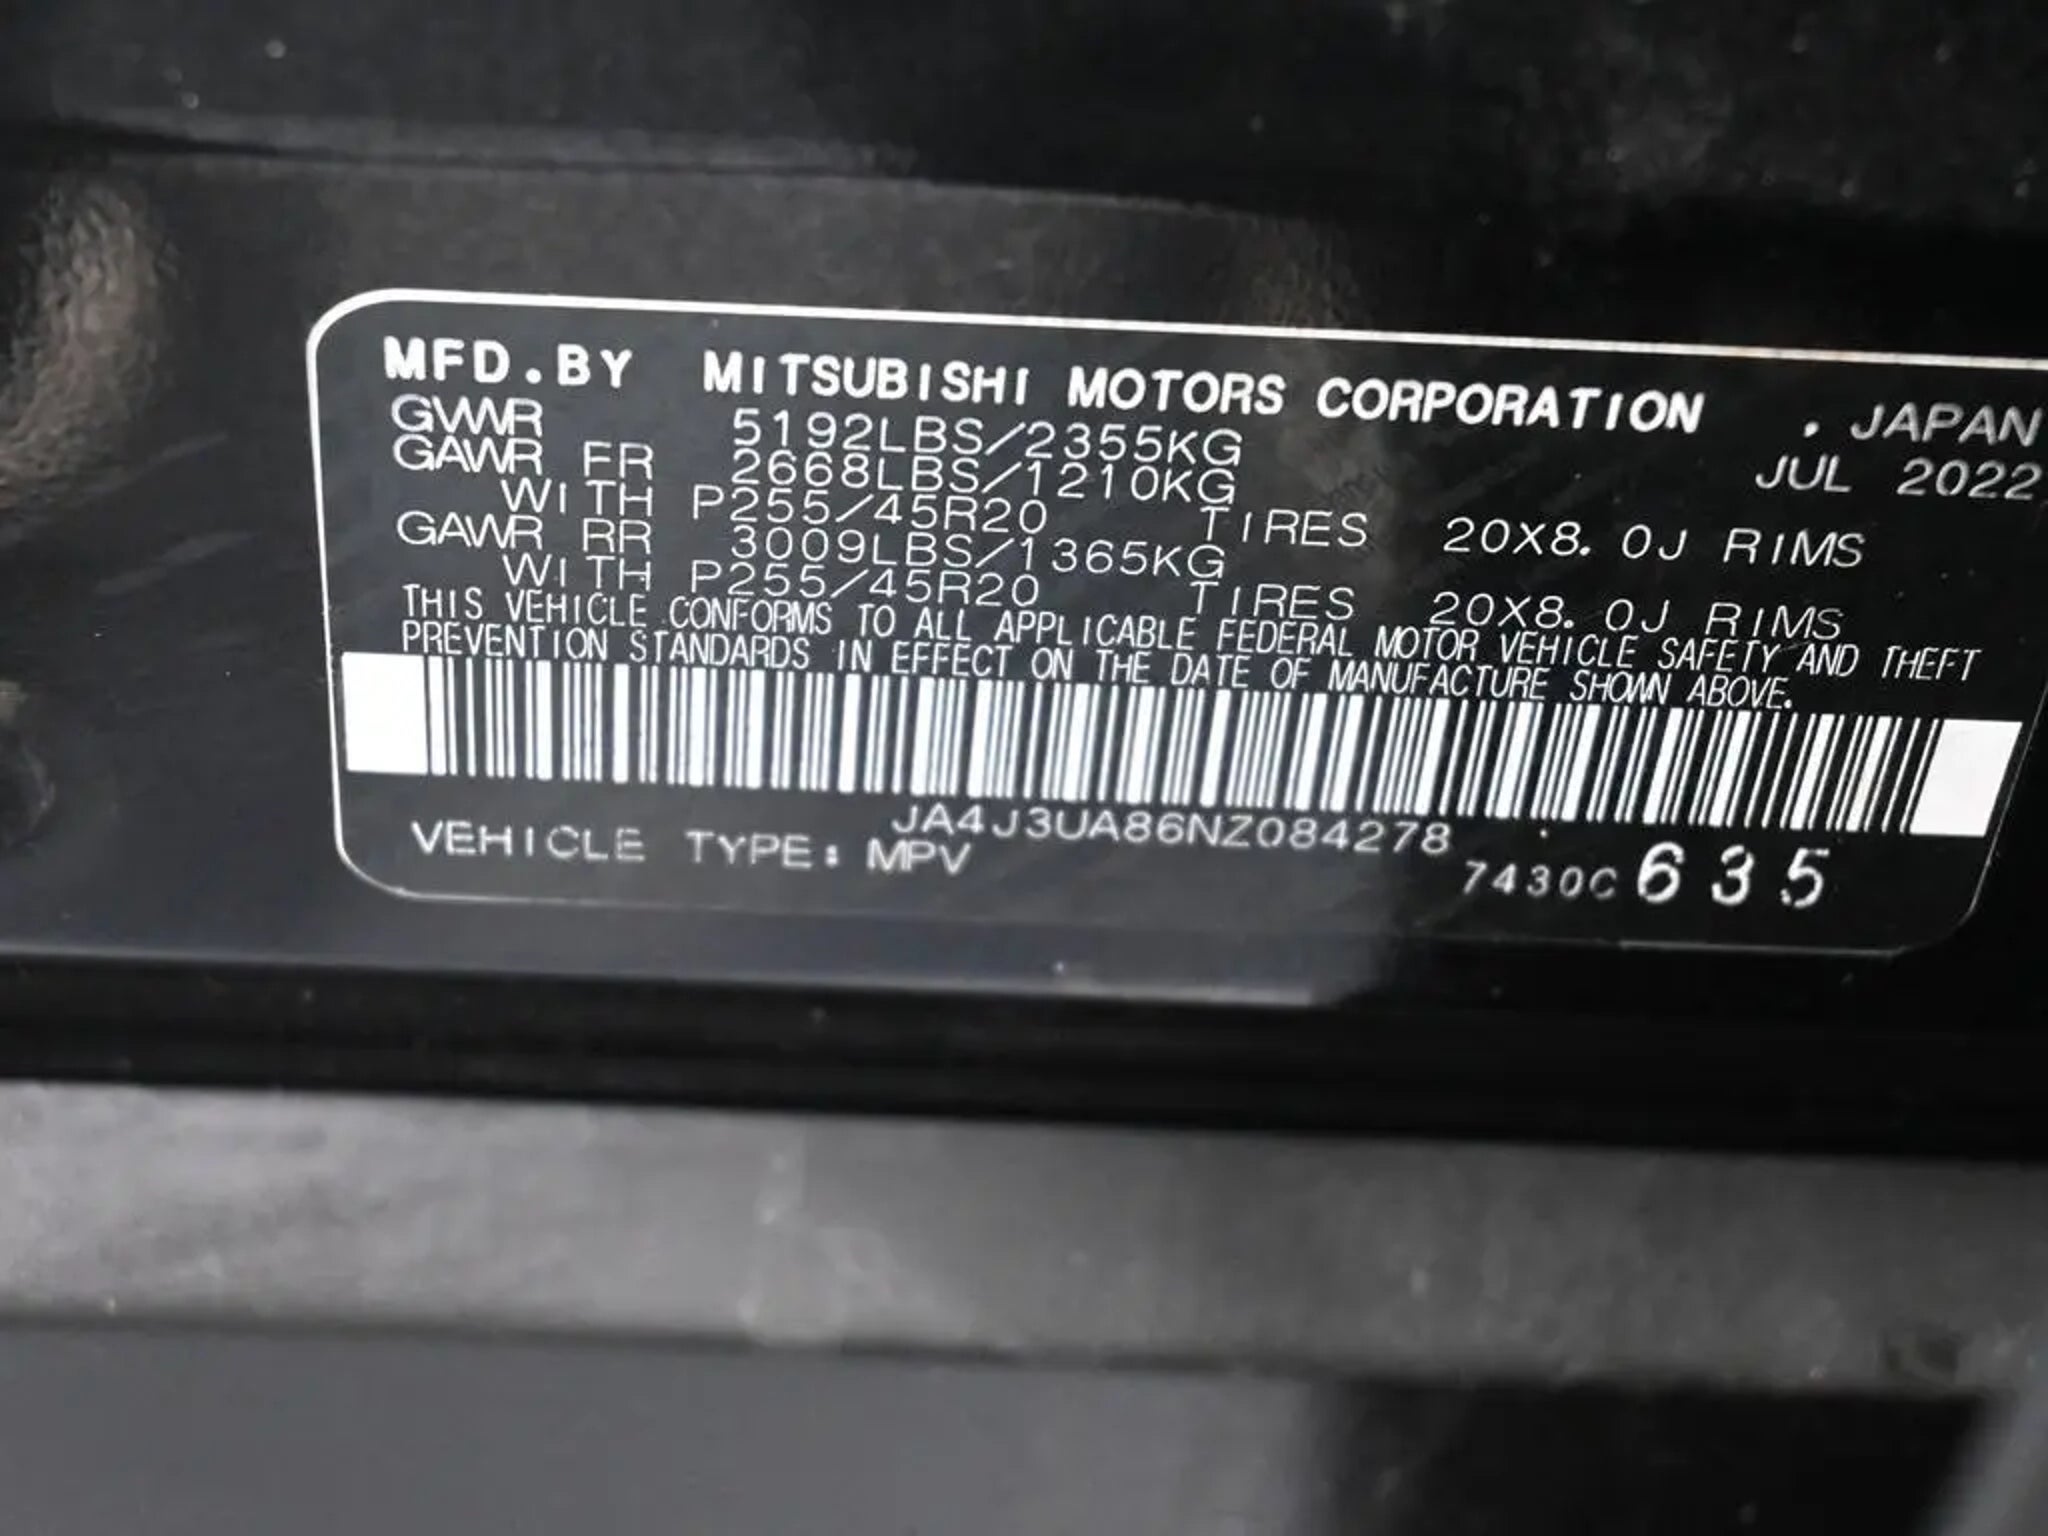 MFD.BY MITSUBISHI MOTORS CORPORATION . JAPAN
GVWR 5192LBS/2355KG JUL 2022
GAWR FR 2668LBS/1210KG
WITH P255/45R20 TIRES 20X8.0J RIMS
GAWR RR 3009LBS/1365KG
WITH P255/45R20 TIRES 20X8.0J RIMS
THIS VEHICLE CONFORMS TO ALL APPLICABLE FEDERAL MOTOR VEHICLE SAFETY AND THEFT
PREVENTION STANDARDS IN EFFECT ON THE DATE OF MANUFACTURE SHOWN ABOVE.
JA4J3UA86NZ084278
VEHICLE TYPE: MPV 7430C 635